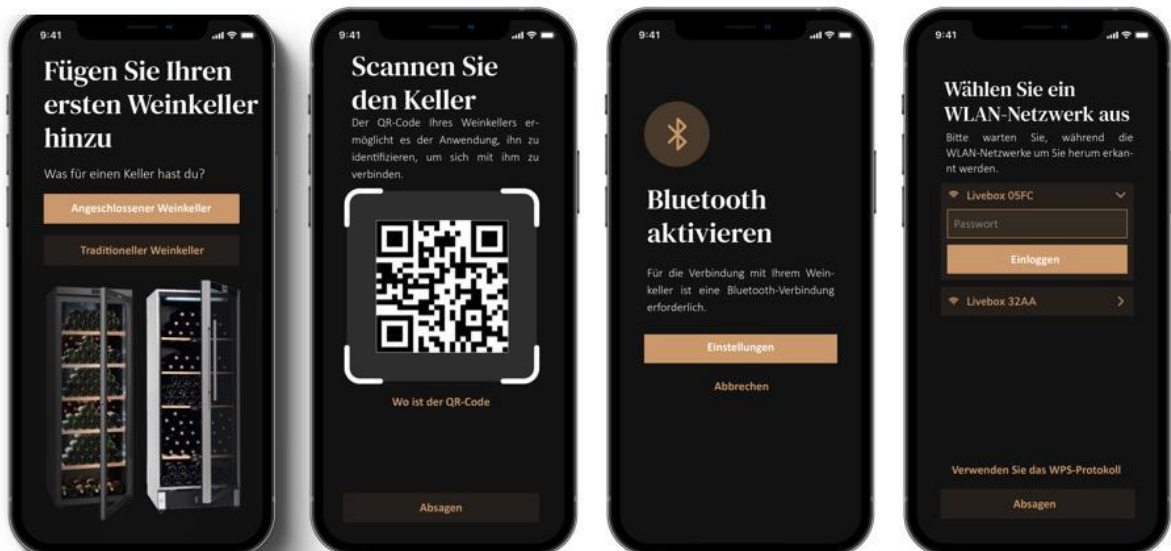 9:41
Fügen Sie Ihren
ersten Weinkeller
hinzu
Was für einen Keller hast du?
Angeschlossener Weinkeller
Traditioneller Weinkeller
9:41
Scannen Sie
den Keller
Der QR-Code Ihres Weinkellers er-
möglicht es der Anwendung, ihn zu
identifizieren, um sich mit ihm zu
verbinden.
Wo ist der QR-Code
Absagen
9:41
Bluetooth
aktivieren
Für die Verbindung mit Ihrem Wein-
keller ist eine Bluetooth-Verbindung
erforderlich.
Einstellungen
Abbrechen
9:41
Wählen Sie ein
WLAN-Netzwerk aus
Bitte warten Sie, während die
WLAN-Netzwerke um Sie herum erkan-
nt werden.
Livebox 05FC
Passwort
Einloggen
Livebox 32AA
Verwenden Sie das WPS-Protokoll
Absagen